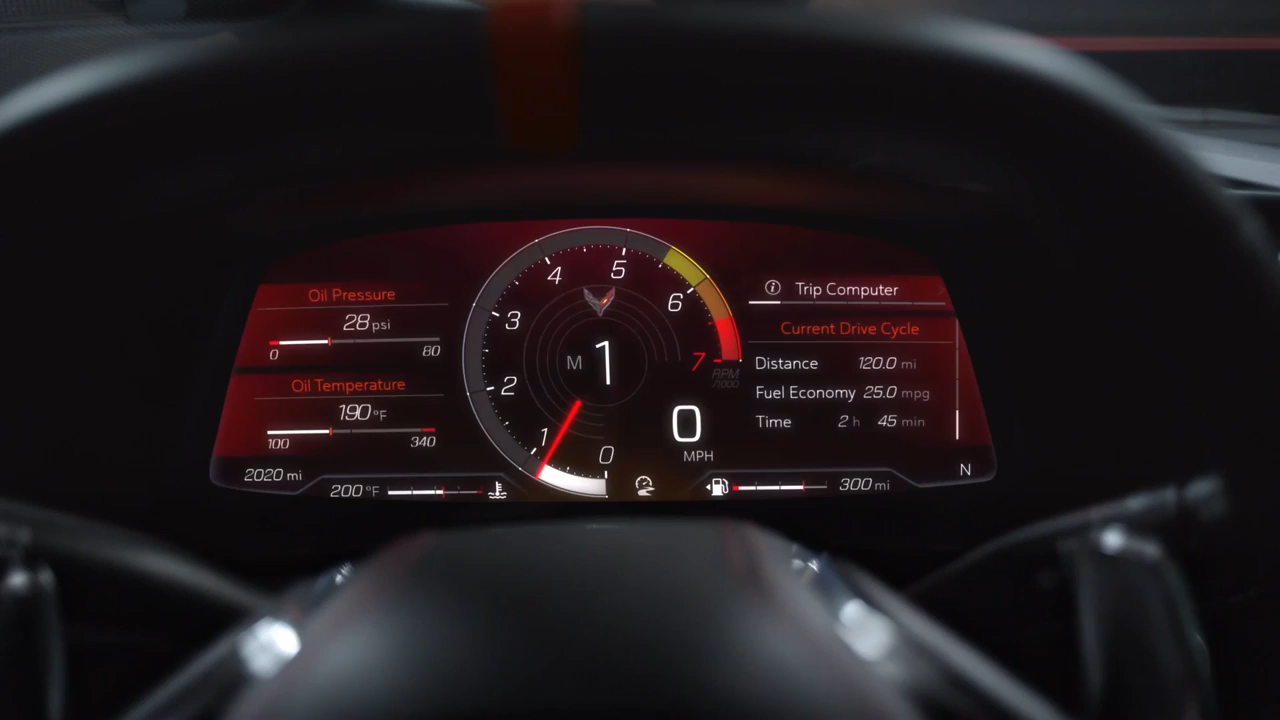 Oil Pressure
28 psi
0 80
Oil Temperature
190 °F
100 340
2020 mi
200 °F
0
1
2
3
4
5
6
7
RPM
/1000
M 1
0
MPH
Trip Computer
Current Drive Cycle
Distance 120.0 mi
Fuel Economy 25.0 mpg
Time 2 h 45 min
N
300 mi